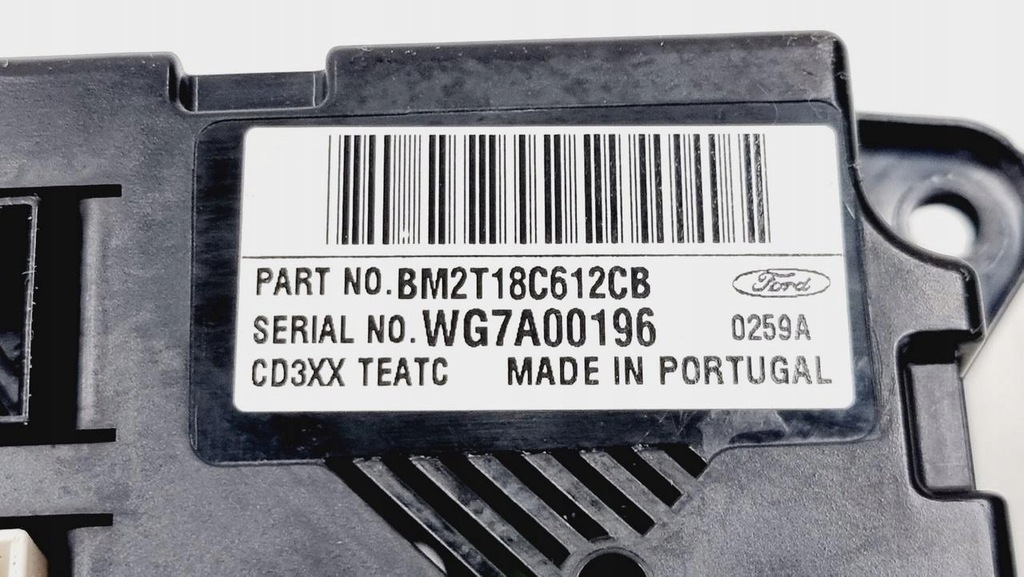 PART NO. BM2T18C612CB
Ford
SERIAL NO. WG7A00196 0259A
CD3XX TEATC MADE IN PORTUGAL